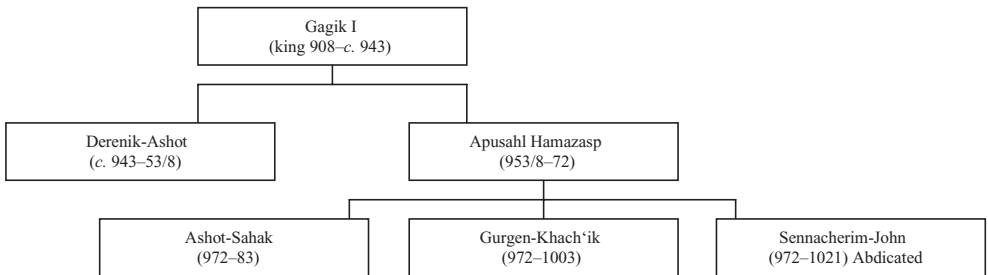 Gagik I
(king 908–c. 943)
Derenik-Ashot
(c. 943–53/8)
Apusahl Hamazasp
(953/8–72)
Ashot-Sahak
(972–83)
Gurgen-Khach‘ik
(972–1003)
Sennacherim-John
(972–1021) Abdicated